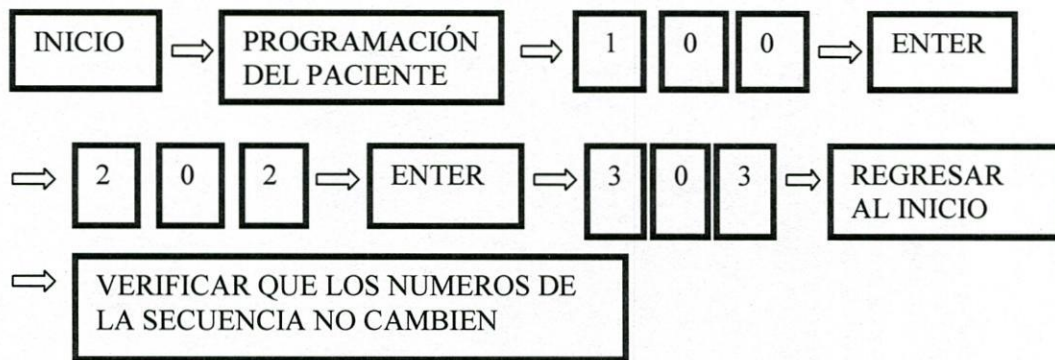 INICIO PROGRAMACIÓN DEL PACIENTE 1 0 0 ENTER
2 0 2 ENTER 3 0 3 REGRESAR AL INICIO
VERIFICAR QUE LOS NUMEROS DE
LA SECUENCIA NO CAMBIEN